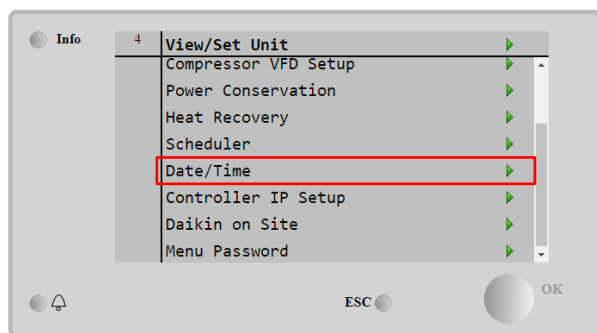 Info
4 View/Set Unit
Compressor VFD Setup
Power Conservation
Heat Recovery
Scheduler
Date/Time
Controller IP Setup
Daikin on Site
Menu Password
ESC
OK